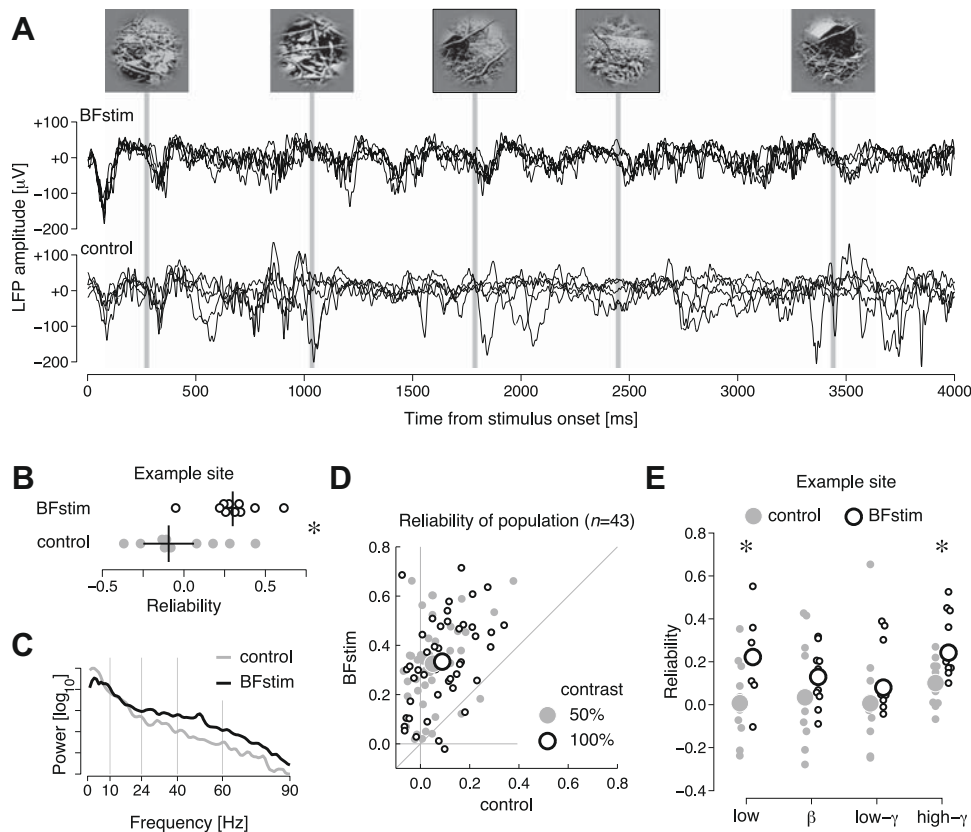 A
BFstim
+100
+0
−100
−200
control
+100
+0
−100
−200
LFP amplitude [µV]
0 500 1000 1500 2000 2500 3000 3500 4000
Time from stimulus onset [ms]
B
Example site
BFstim
control
*
−0.5 0.0 0.5
Reliability
C
control
BFstim
Power [log10]
0 10 24 40 60 90
Frequency [Hz]
D
Reliability of population (n=43)
0.8
0.6
0.4
0.2
0.0
BFstim
contrast
50%
100%
0.0 0.2 0.4 0.6 0.8
control
E
Example site
control BFstim
* *
0.8
0.6
0.4
0.2
0.0
−0.2
−0.4
Reliability
low β low−γ high−γ